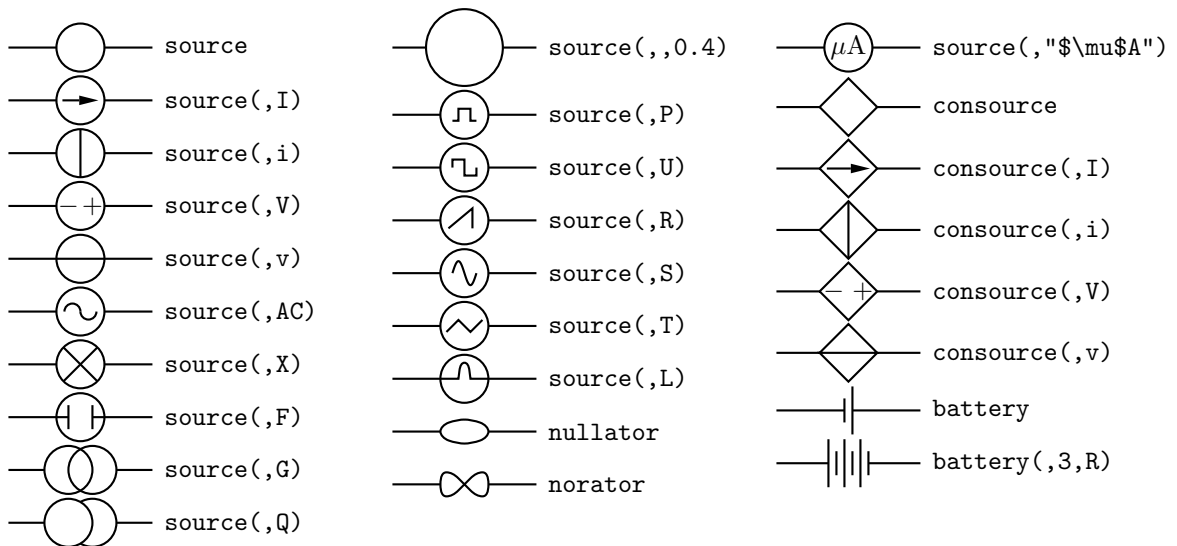 source
source(,I)
source(,i)
− + source(,V)
source(,v)
source(,AC)
source(,X)
source(,F)
source(,G)
source(,Q)
source(,,0.4)
source(,P)
source(,U)
source(,R)
source(,S)
source(,T)
source(,L)
nullator
norator
μA source(,"$\mu$A")
consource
consource(,I)
consource(,i)
− + consource(,V)
consource(,v)
battery
battery(,3,R)